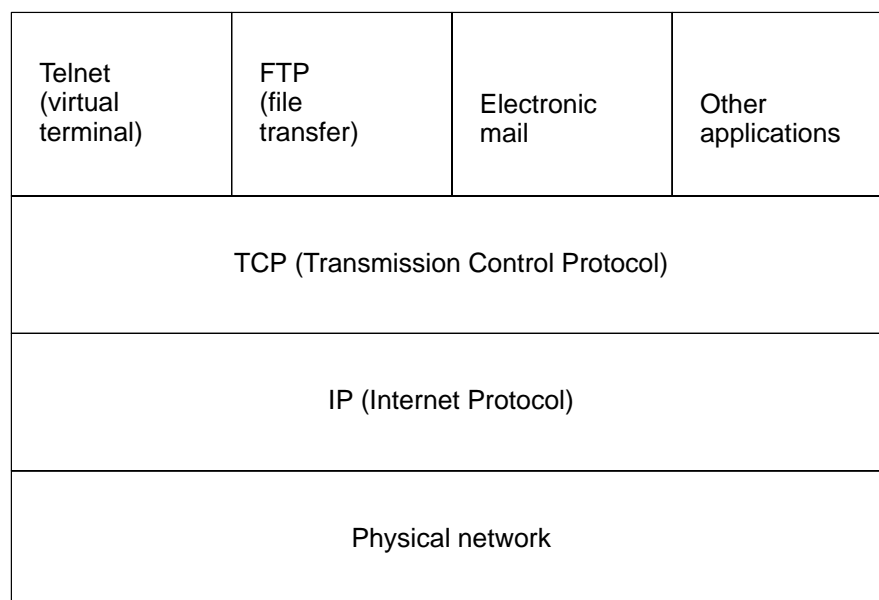 Telnet
(virtual
terminal)
FTP
(file
transfer)
Electronic
mail
Other
applications
TCP (Transmission Control Protocol)
IP (Internet Protocol)
Physical network